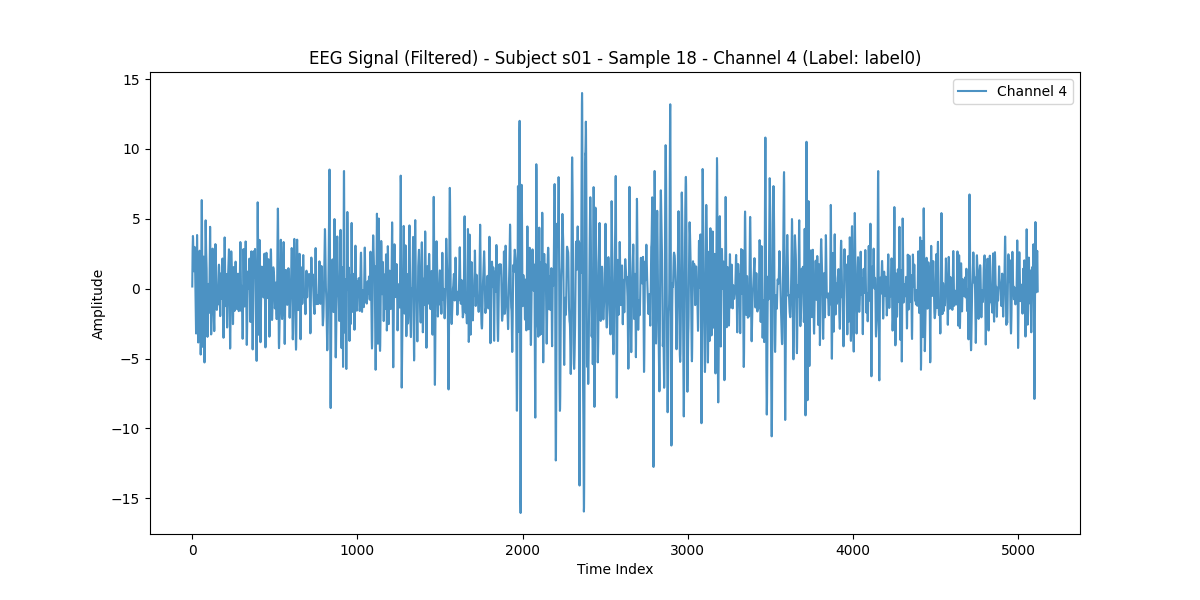 EEG Signal (Filtered) - Subject s01 - Sample 18 - Channel 4 (Label: label0)
Channel 4
15
10
5
0
−5
−10
−15
Amplitude
0 1000 2000 3000 4000 5000
Time Index